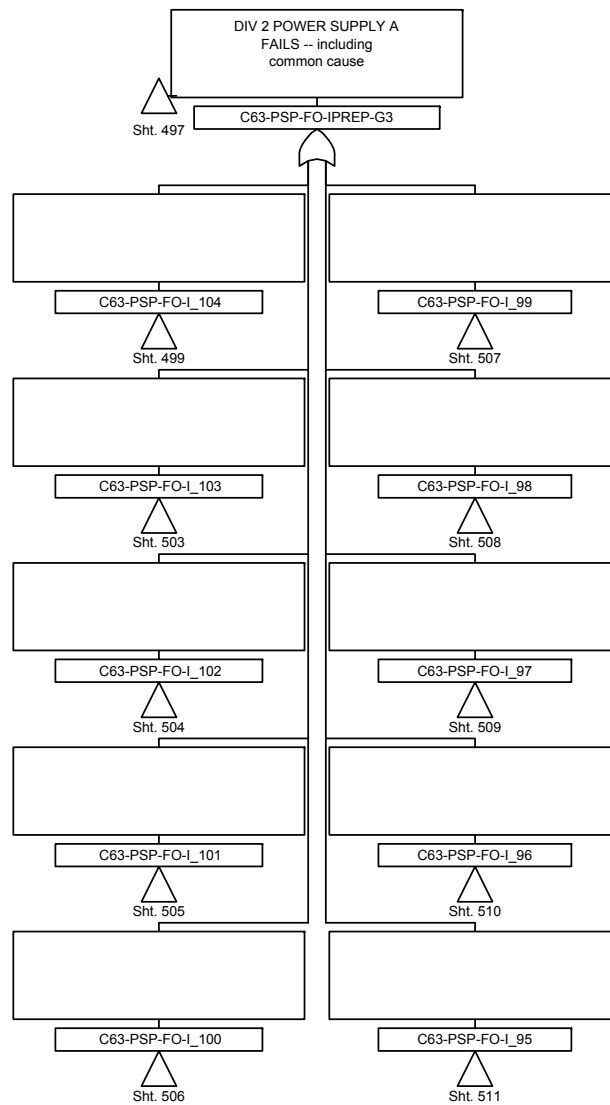 DIV 2 POWER SUPPLY A
FAILS -- including
common cause
Sht. 497
C63-PSP-FO-IPREP-G3
C63-PSP-FO-I_104
Sht. 499
C63-PSP-FO-I_99
Sht. 507
C63-PSP-FO-I_103
Sht. 503
C63-PSP-FO-I_98
Sht. 508
C63-PSP-FO-I_102
Sht. 504
C63-PSP-FO-I_97
Sht. 509
C63-PSP-FO-I_101
Sht. 505
C63-PSP-FO-I_96
Sht. 510
C63-PSP-FO-I_100
Sht. 506
C63-PSP-FO-I_95
Sht. 511